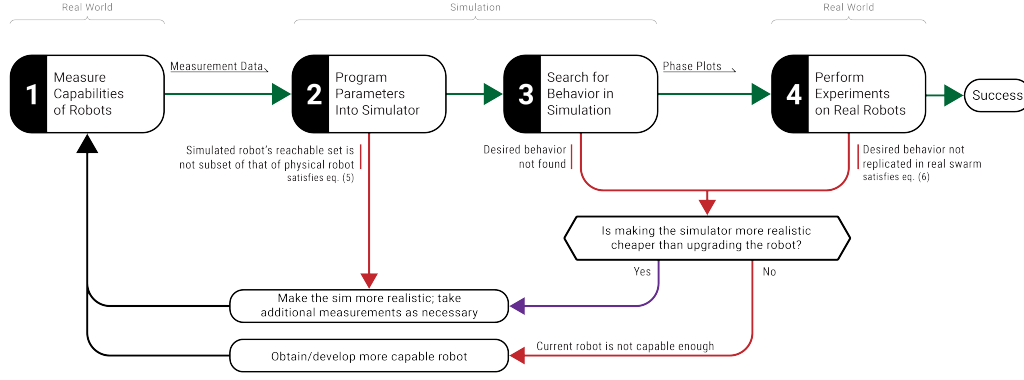 Real World
Simulation
Real World
1
Measure
Capabilities
of Robots
Measurement Data
2
Program
Parameters
Into Simulator
3
Search for
Behavior in
Simulation
Phase Plots
4
Perform
Experiments
on Real Robots
Success
Simulated robot's reachable set is
not subset of that of physical robot
satisfies eq. (5)
Desired behavior
not found
Desired behavior not
replicated in real swarm
satisfies eq. (6)
Is making the simulator more realistic
cheaper than upgrading the robot?
Yes
No
Make the sim more realistic; take
additional measurements as necessary
Current robot is not capable enough
Obtain/develop more capable robot